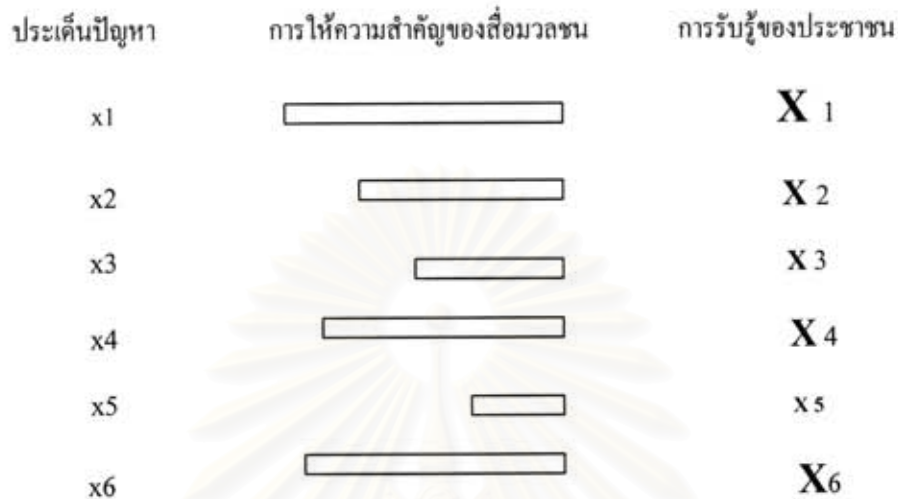 ประเด็นปัญหา การให้ความสำคัญของสื่อมวลชน การรับรู้ของประชาชน
x1 X 1
x2 X 2
x3 X 3
x4 X 4
x5 X 5
x6 X6